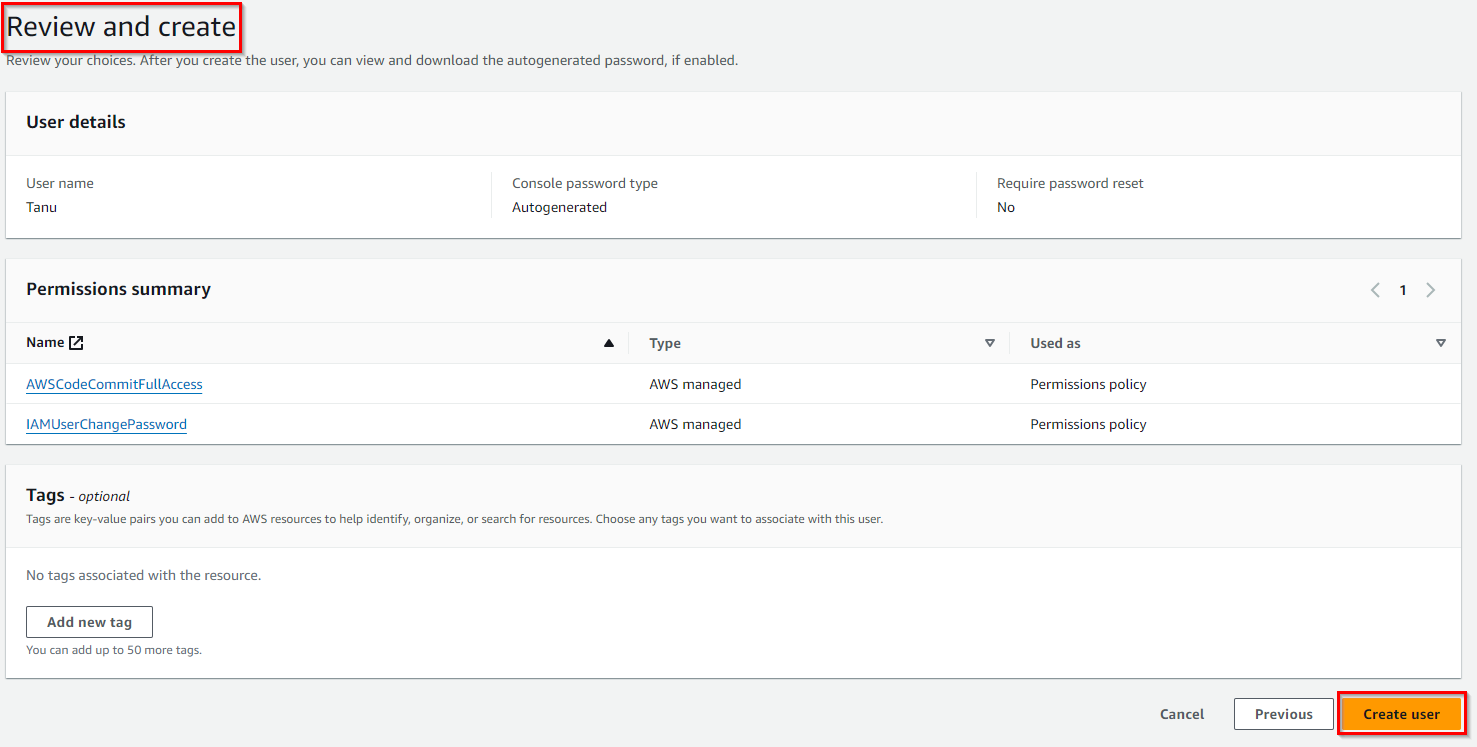 Review and create
Review your choices. After you create the user, you can view and download the autogenerated password, if enabled.
User details
User name
Tanu
Console password type
Autogenerated
Require password reset
No
Permissions summary
1
Name Type Used as
AWSCodeCommitFullAccess AWS managed Permissions policy
IAMUserChangePassword AWS managed Permissions policy
Tags - optional
Tags are key-value pairs you can add to AWS resources to help identify, organize, or search for resources. Choose any tags you want to associate with this user.
No tags associated with the resource.
Add new tag
You can add up to 50 more tags.
Cancel Previous Create user